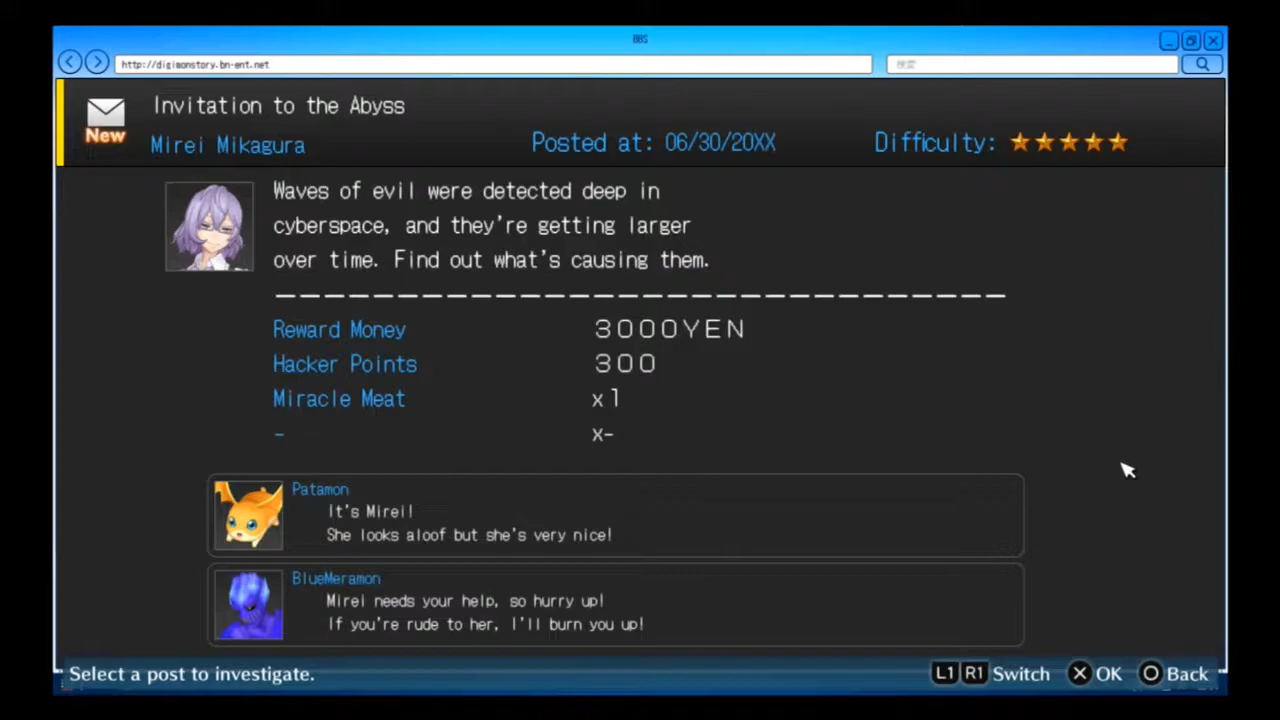 BBS
http://digimonstory.bn-ent.net
検索
Invitation to the Abyss
New
Mirei Mikagura
Posted at: 06/30/20XX
Difficulty: ★★★★★
Waves of evil were detected deep in
cyberspace, and they're getting larger
over time. Find out what's causing them.
Reward Money 3000YEN
Hacker Points 300
Miracle Meat x1
- x-
Patamon
It's Mirei!
She looks aloof but she's very nice!
BlueMeramon
Mirei needs your help, so hurry up!
If you're rude to her, I'll burn you up!
Select a post to investigate.
L1 R1 Switch X OK O Back